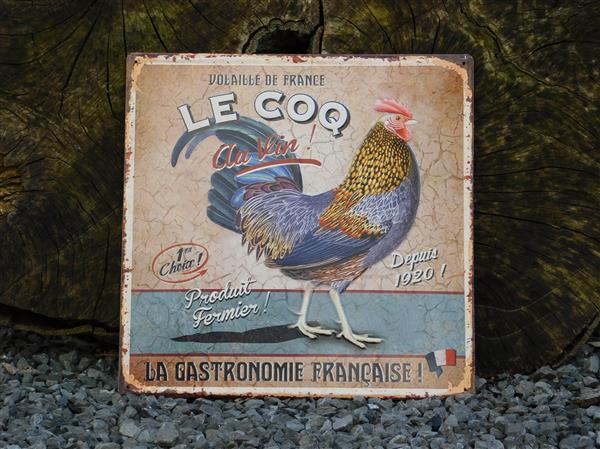 VOLAILLE DE FRANCE
LE COQ
Au Vin !
1er
Choix !
Depuis
1920 !
Produit
Fermier !
LA GASTRONOMIE FRANÇAISE !